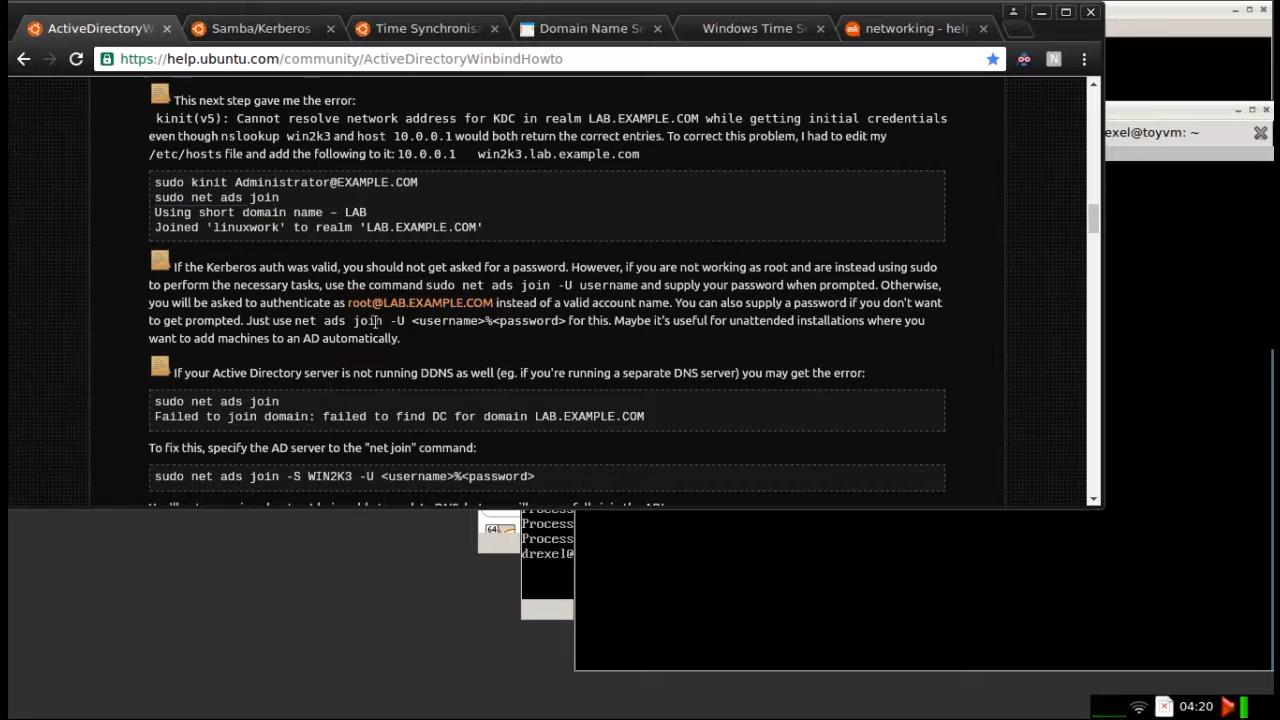 ActiveDirectoryW
Samba/Kerberos
Time Synchronisa
Domain Name Se
Windows Time Se
networking - help
https://help.ubuntu.com/community/ActiveDirectoryWinbindHowto
N
This next step gave me the error:
kinit(v5): Cannot resolve network address for KDC in realm LAB.EXAMPLE.COM while getting initial credentials
even though nslookup win2k3 and host 10.0.0.1 would both return the correct entries. To correct this problem, I had to edit my
/etc/hosts file and add the following to it: 10.0.0.1 win2k3.lab.example.com
sudo kinit Administrator@EXAMPLE.COM
sudo net ads join
Using short domain name – LAB
Joined 'linuxwork' to realm 'LAB.EXAMPLE.COM'
If the Kerberos auth was valid, you should not get asked for a password. However, if you are not working as root and are instead using sudo
to perform the necessary tasks, use the command sudo net ads join -U username and supply your password when prompted. Otherwise,
you will be asked to authenticate as root@LAB.EXAMPLE.COM instead of a valid account name. You can also supply a password if you don't want
to get prompted. Just use net ads join -U <username>%<password> for this. Maybe it's useful for unattended installations where you
want to add machines to an AD automatically.
If your Active Directory server is not running DDNS as well (eg. if you're running a separate DNS server) you may get the error:
sudo net ads join
Failed to join domain: failed to find DC for domain LAB.EXAMPLE.COM
To fix this, specify the AD server to the "net join" command:
sudo net ads join -S WIN2K3 -U <username>%<password>
exel@toyvm: ~
64
Process
Process
Process
drexel@
04:20